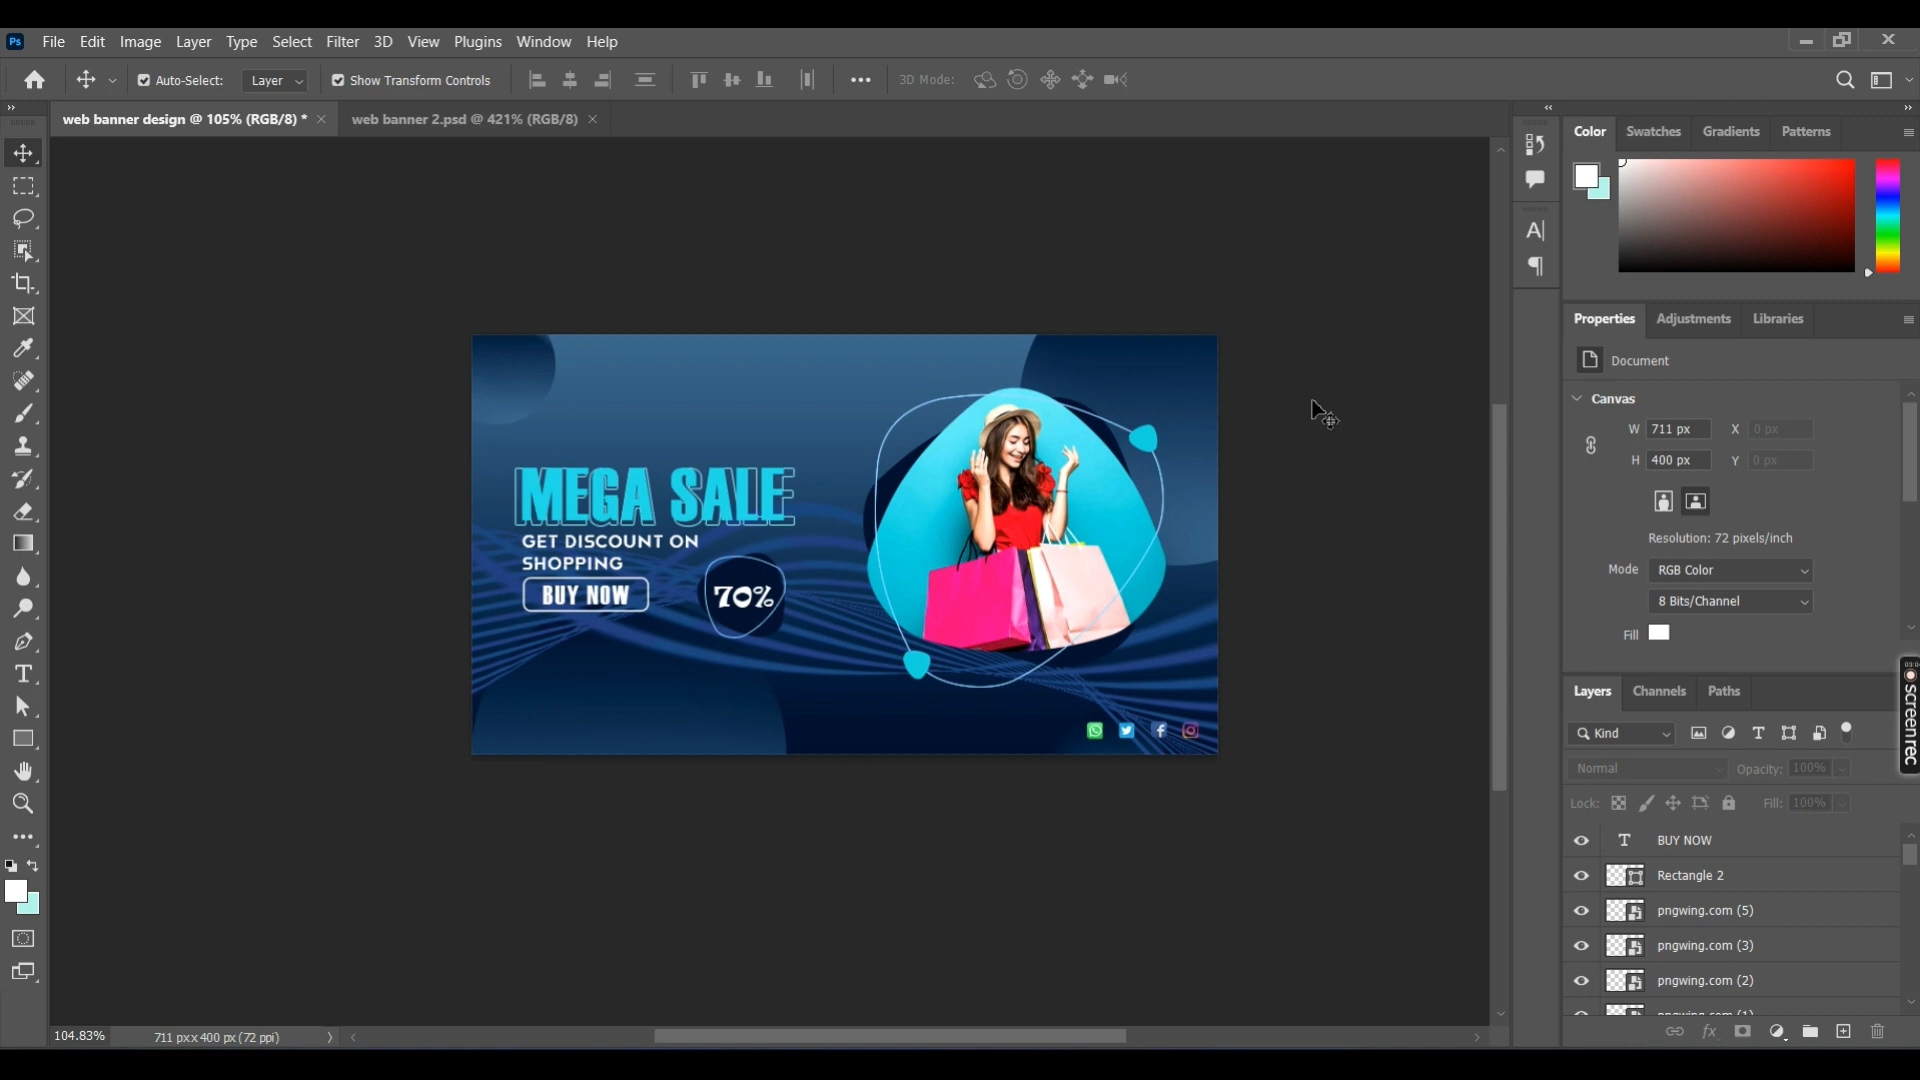 Ps File Edit Image Layer Type Select Filter 3D View Plugins Window Help
Auto-Select: Layer Show Transform Controls 3D Mode:
web banner design @ 105% (RGB/8) * web banner 2.psd @ 421% (RGB/8)
MEGA SALE
GET DISCOUNT ON
SHOPPING
BUY NOW
70%
104.83% 711 px x 400 px (72 ppi)
Color Swatches Gradients Patterns
Properties Adjustments Libraries
Document
Canvas
W 711 px X 0 px
H 400 px Y 0 px
Resolution: 72 pixels/inch
Mode RGB Color
8 Bits/Channel
Fill
screenrec
Layers Channels Paths
Kind
Normal Opacity: 100%
Lock: Fill: 100%
T BUY NOW
Rectangle 2
pngwing.com (5)
pngwing.com (3)
pngwing.com (2)